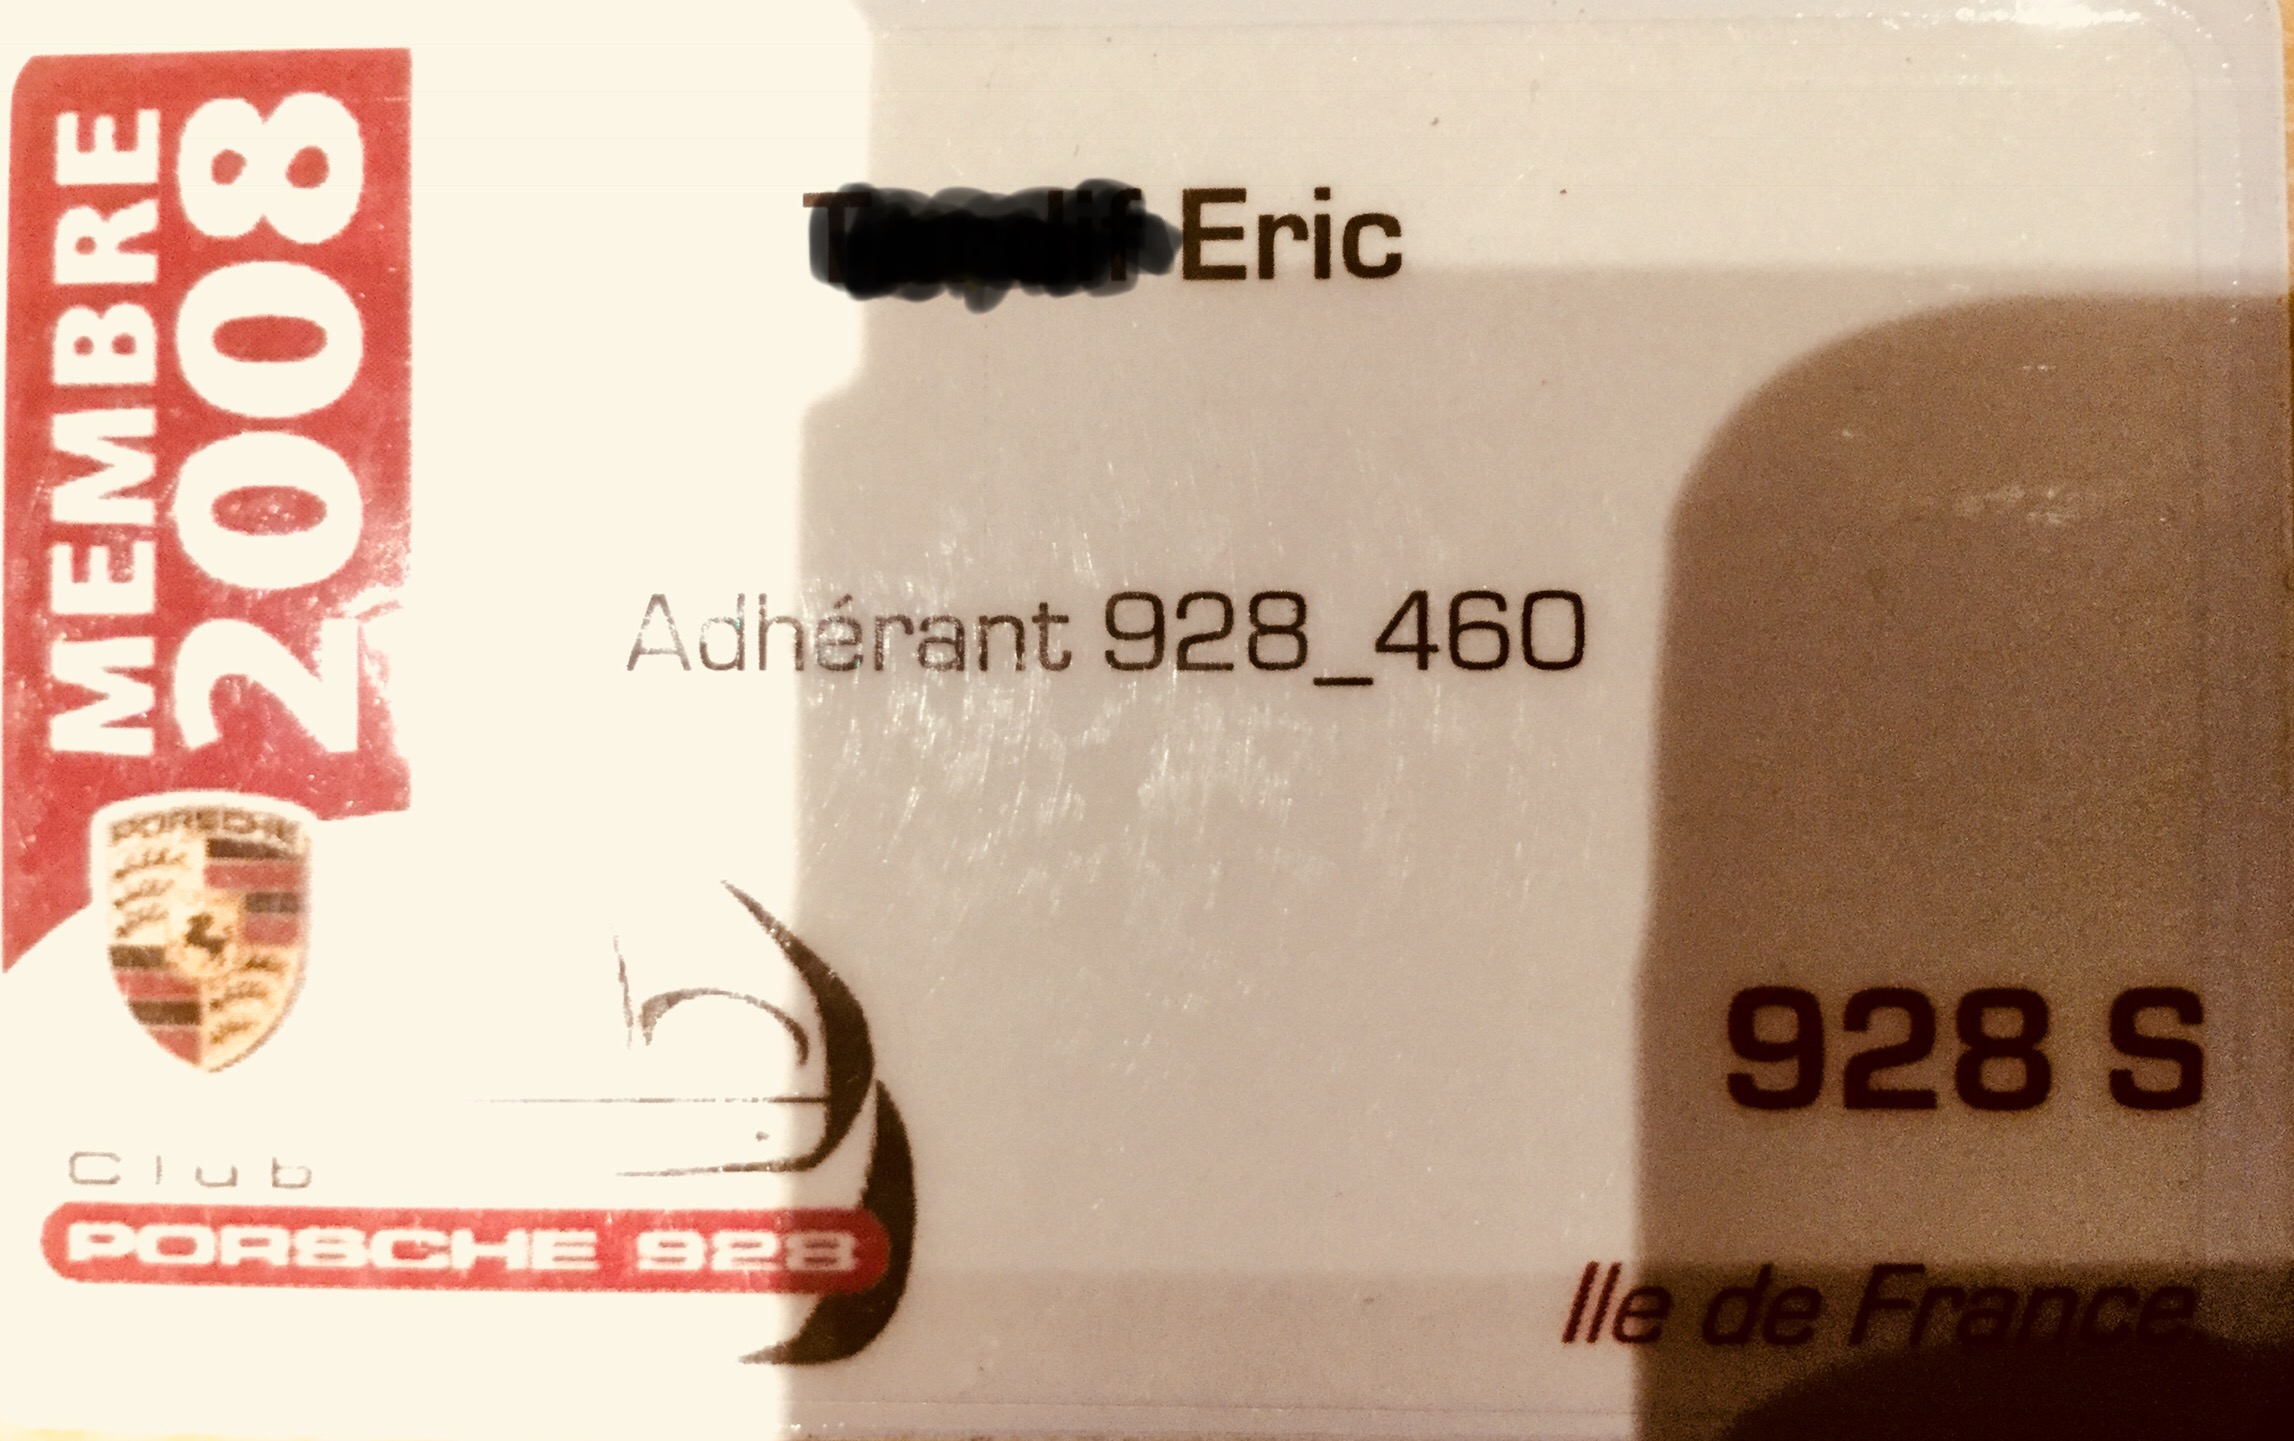 MEMBRE
2008
Eric
Adhérant 928_460
PORSCHE
928 S
Club
PORSCHE 928
Ile de France